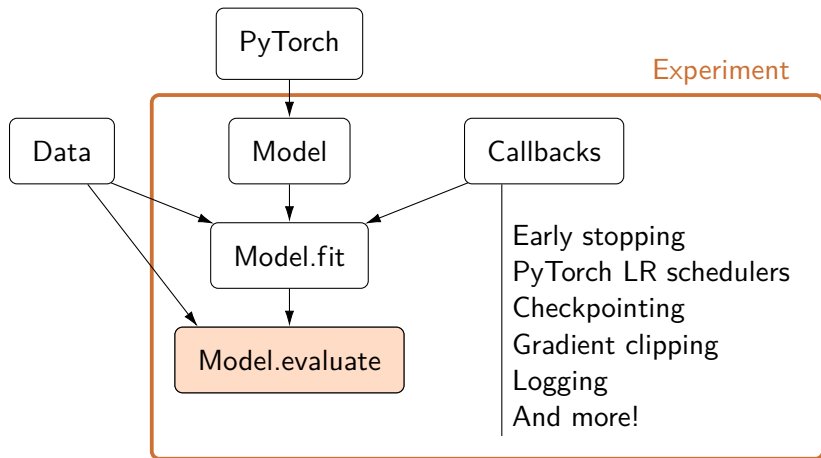 PyTorch
Experiment
Data
Model
Callbacks
Model.fit
Early stopping
PyTorch LR schedulers
Checkpointing
Gradient clipping
Logging
And more!
Model.evaluate